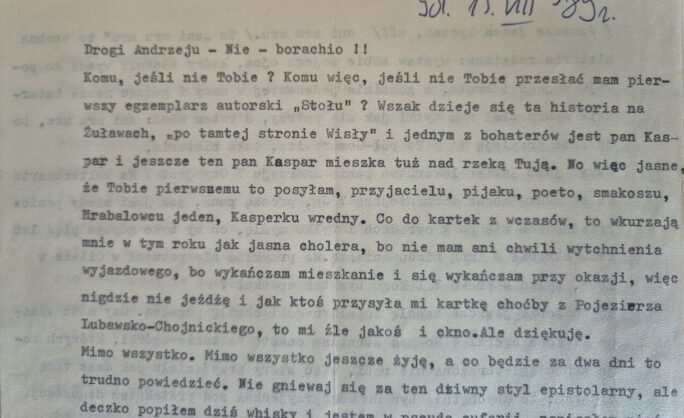 Gd. 15. VIII 89 r.
Drogi Andrzeju - Nie - borachio !!
Komu, jeśli nie Tobie ? Komu więc, jeśli nie Tobie przesłać mam pier-
wszy egzemplarz autorski „Stołu" ? Wszak dzieje się ta historia na
Żuławach, „po tamtej stronie Wisły" i jednym z bohaterów jest pan Kas-
par i jeszcze ten pan Kaspar mieszka tuż nad rzeką Tują. No więc jasne,
że Tobie pierwszemu to posyłam, przyjacielu, pijaku, poeto, smakoszu,
Hrabalowcu jeden, Kasperku wredny. Co do kartek z wczasów, to wkurzają
mnie w tym roku jak jasna cholera, bo nie mam ani chwili wytchnienia
wyjazdowego, bo wykańczam mieszkanie i się wykańczam przy okazji, więc
nigdzie nie jeżdżę i jak ktoś przysyła mi kartkę choćby z Pojezierza
Lubawsko-Chojnickiego, to mi źle jakoś i okno.Ale dziękuję.
Mimo wszystko. Mimo wszystko jeszcze żyję, a co będzie za dwa dni to
trudno powiedzieć. Nie gniewaj się za ten dziwny styl epistolarny, ale
deczko popiłem dziś whisky i jestem w pseudo euforii